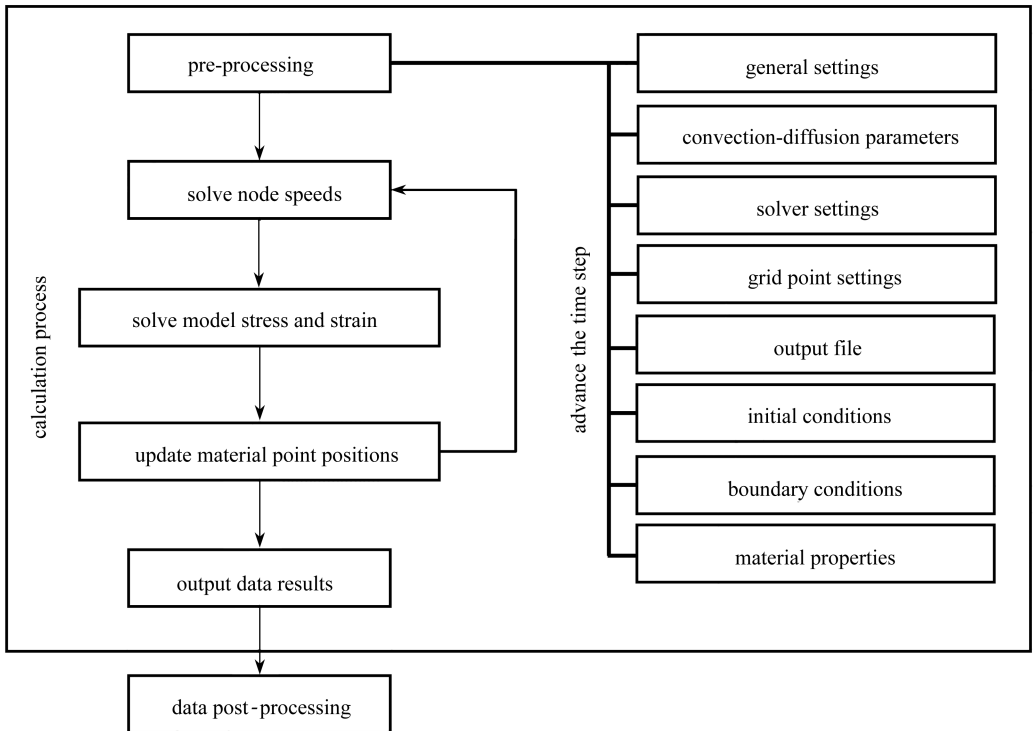 pre-processing
solve node speeds
solve model stress and strain
update material point positions
output data results
data post-processing
calculation process
advance the time step
general settings
convection-diffusion parameters
solver settings
grid point settings
output file
initial conditions
boundary conditions
material properties